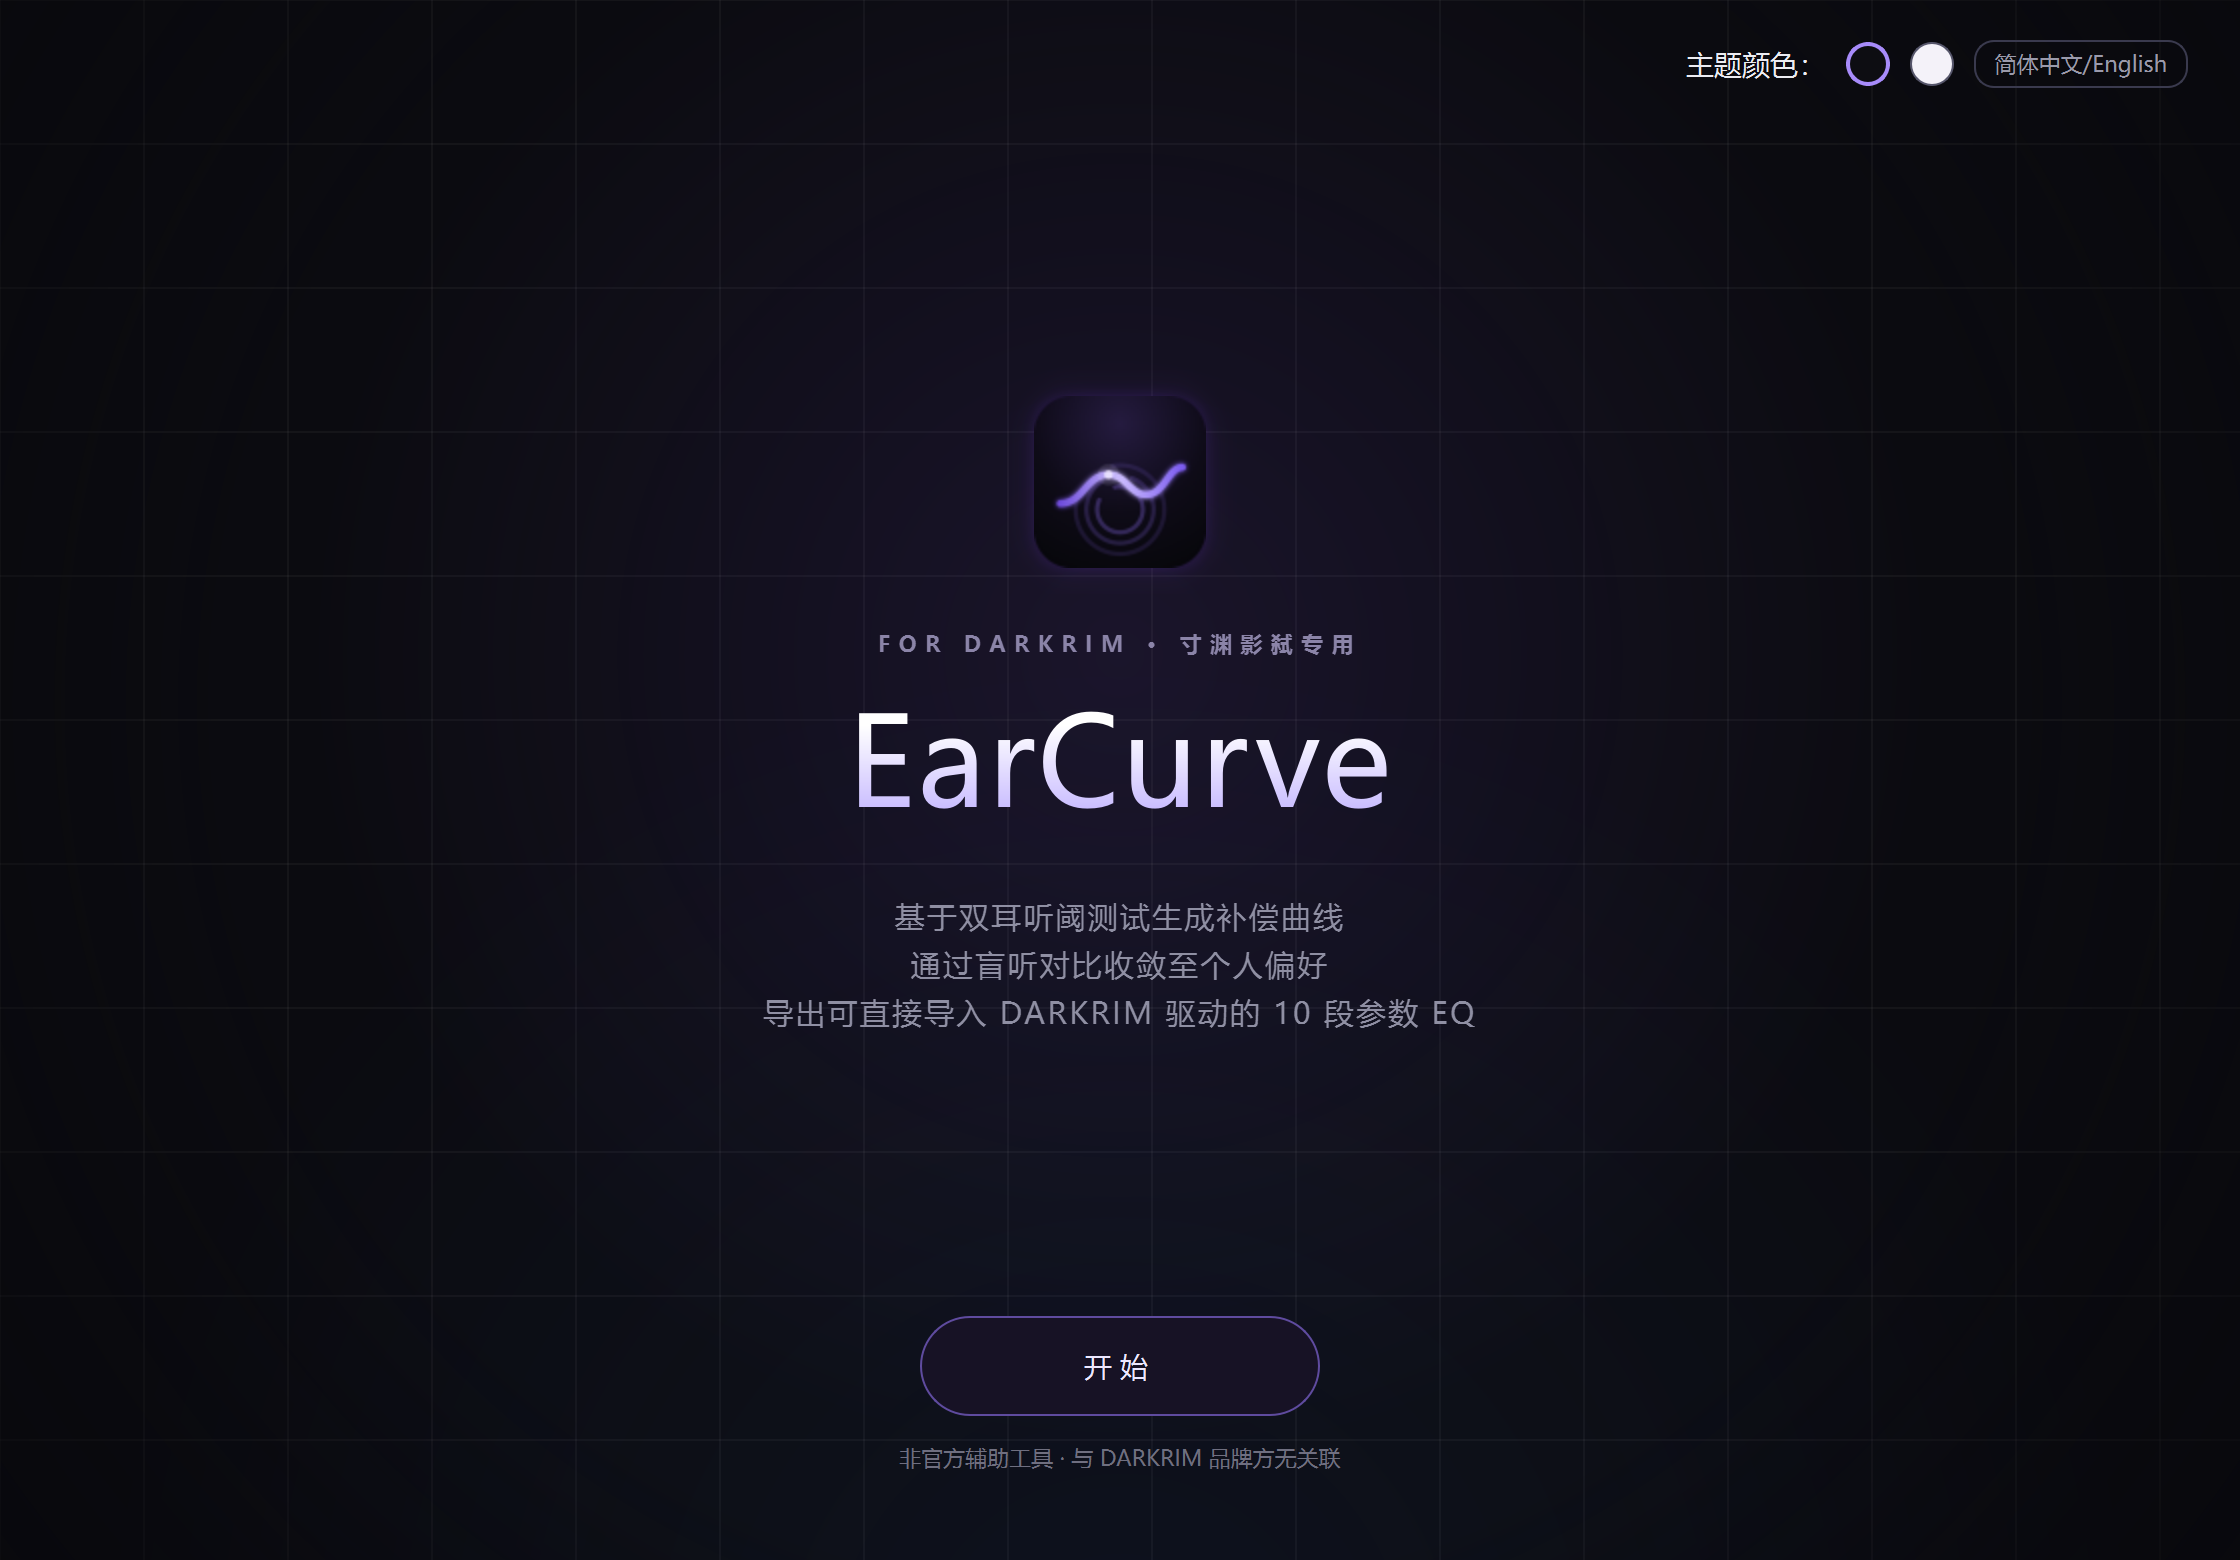 主题颜色：
简体中文/English
FOR DARKRIM • 寸渊影弑专用
EarCurve
基于双耳听阈测试生成补偿曲线
通过盲听对比收敛至个人偏好
导出可直接导入 DARKRIM 驱动的 10 段参数 EQ
开始
非官方辅助工具 · 与 DARKRIM 品牌方无关联